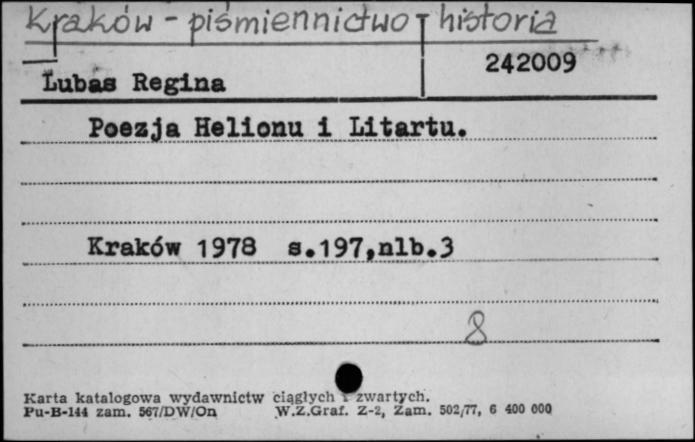 Kraków - piśmiennictwo - historia
242009
Lubas Regina
Poezja Helionu i Litartu.
Kraków 1978 s.197,nlb.3
8
Karta katalogowa wydawnictw ciągłych i zwartych.
Pu-B-144 zam. 567/DW/On W.Z.Graf. Z-2, Zam. 502/77, 6 400 000